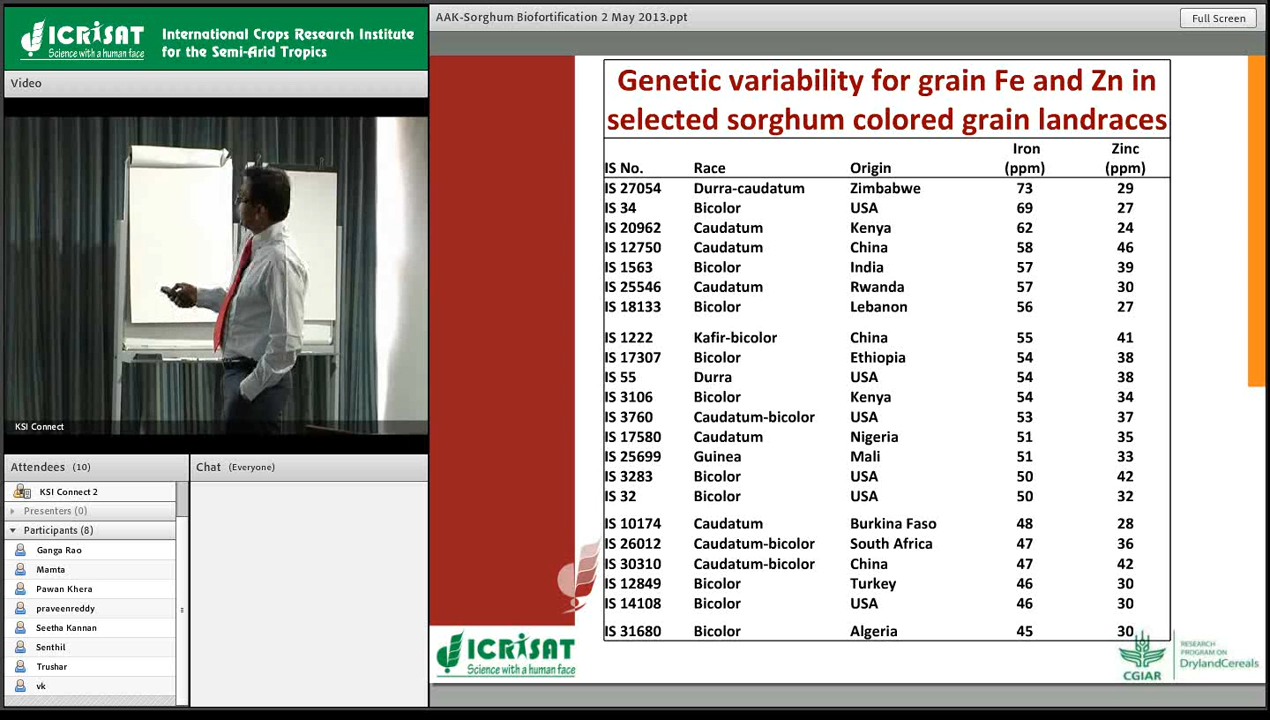 ICRISAT
Science with a human face
International Crops Research Institute
for the Semi-Arid Tropics
Video
KSI Connect
Attendees (10)
KSI Connect 2
Presenters (0)
Participants (8)
Ganga Rao
Mamta
Pawan Khera
praveenreddy
Seetha Kannan
Senthil
Trushar
vk
Chat (Everyone)
AAK-Sorghum Biofortification 2 May 2013.ppt
Full Screen
Genetic variability for grain Fe and Zn in
selected sorghum colored grain landraces
IS No. Race Origin Iron (ppm) Zinc (ppm)
IS 27054 Durra-caudatum Zimbabwe 73 29
IS 34 Bicolor USA 69 27
IS 20962 Caudatum Kenya 62 24
IS 12750 Caudatum China 58 46
IS 1563 Bicolor India 57 39
IS 25546 Caudatum Rwanda 57 30
IS 18133 Bicolor Lebanon 56 27
IS 1222 Kafir-bicolor China 55 41
IS 17307 Bicolor Ethiopia 54 38
IS 55 Durra USA 54 38
IS 3106 Bicolor Kenya 54 34
IS 3760 Caudatum-bicolor USA 53 37
IS 17580 Caudatum Nigeria 51 35
IS 25699 Guinea Mali 51 33
IS 3283 Bicolor USA 50 42
IS 32 Bicolor USA 50 32
IS 10174 Caudatum Burkina Faso 48 28
IS 26012 Caudatum-bicolor South Africa 47 36
IS 30310 Caudatum-bicolor China 47 42
IS 12849 Bicolor Turkey 46 30
IS 14108 Bicolor USA 46 30
IS 31680 Bicolor Algeria 45 30
ICRISAT
Science with a human face
CGIAR
RESEARCH
PROGRAM ON
DrylandCereals